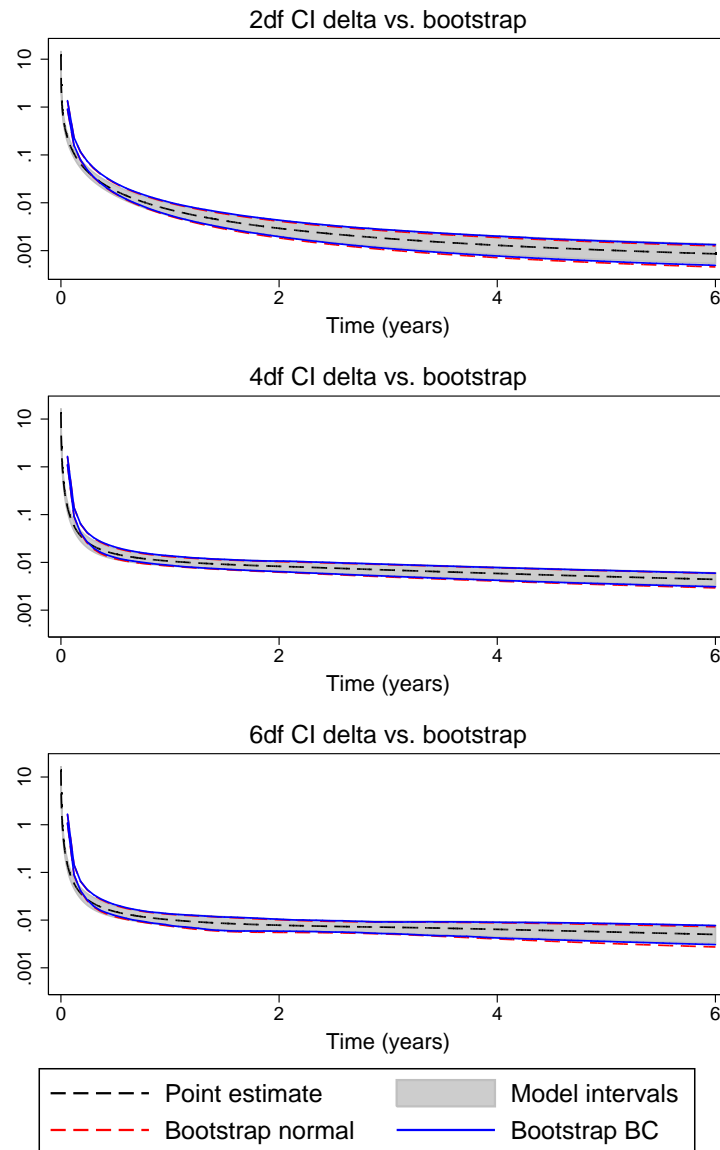 2df CI delta vs. bootstrap
10
1
.1
.01
.001
0 2 4 6
Time (years)
4df CI delta vs. bootstrap
10
1
.1
.01
.001
0 2 4 6
Time (years)
6df CI delta vs. bootstrap
10
1
.1
.01
.001
0 2 4 6
Time (years)
Point estimate Model intervals
Bootstrap normal Bootstrap BC